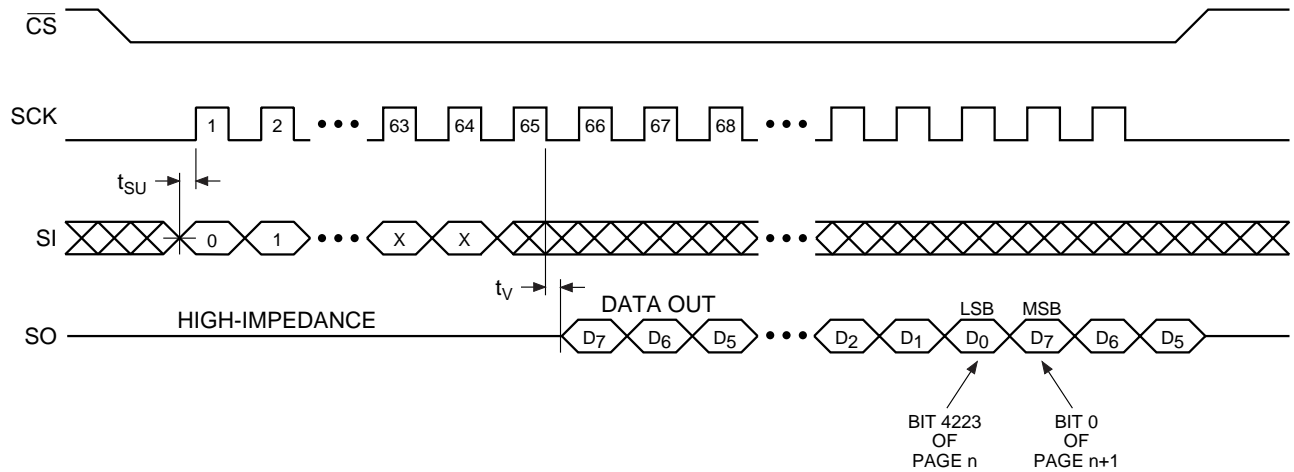 CS
SCK
1 2 ••• 63 64 65 66 67 68 •••
tSU
SI
0 1 ••• X X •••
tV
SO
HIGH-IMPEDANCE
DATA OUT
LSB MSB
D7 D6 D5 ••• D2 D1 D0 D7 D6 D5
BIT 4223
OF
PAGE n
BIT 0
OF
PAGE n+1